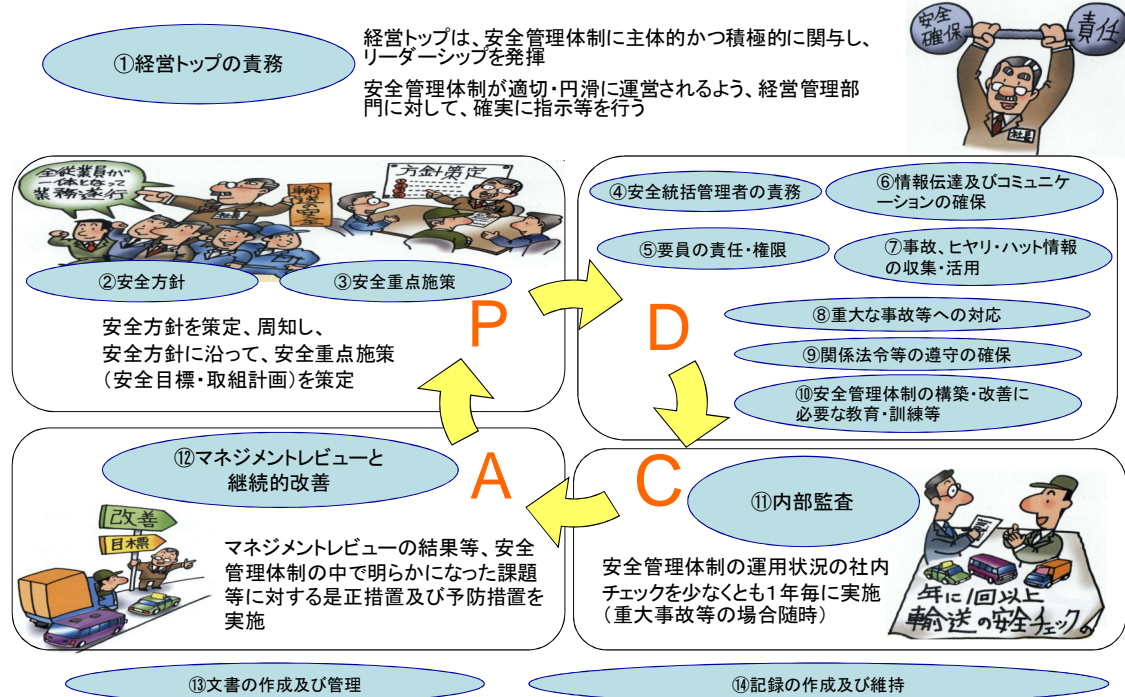 ①経営トップの責務
経営トップは、安全管理体制に主体的かつ積極的に関与し、
リーダーシップを発揮
安全管理体制が適切・円滑に運営されるよう、経営管理部
門に対して、確実に指示等を行う
安全
確保
責任
社長
全従業員が
一体となって
業務遂行
輸送の安全
方針策定
②安全方針
③安全重点施策
安全方針を策定、周知し、
安全方針に沿って、安全重点施策
(安全目標・取組計画)を策定
P
④安全統括管理者の責務
⑥情報伝達及びコミュニケ
ーションの確保
⑤要員の責任・権限
⑦事故、ヒヤリ・ハット情報
の収集・活用
D
⑧重大な事故等への対応
⑨関係法令等の遵守の確保
⑩安全管理体制の構築・改善に
必要な教育・訓練等
⑫マネジメントレビューと
継続的改善
A
改善
目標
マネジメントレビューの結果等、安全
管理体制の中で明らかになった課題
等に対する是正措置及び予防措置を
実施
C
⑪内部監査
安全管理体制の運用状況の社内
チェックを少なくとも1年毎に実施
(重大事故等の場合随時)
年に1回以上
輸送の安全チェック
⑬文書の作成及び管理
⑭記録の作成及び維持